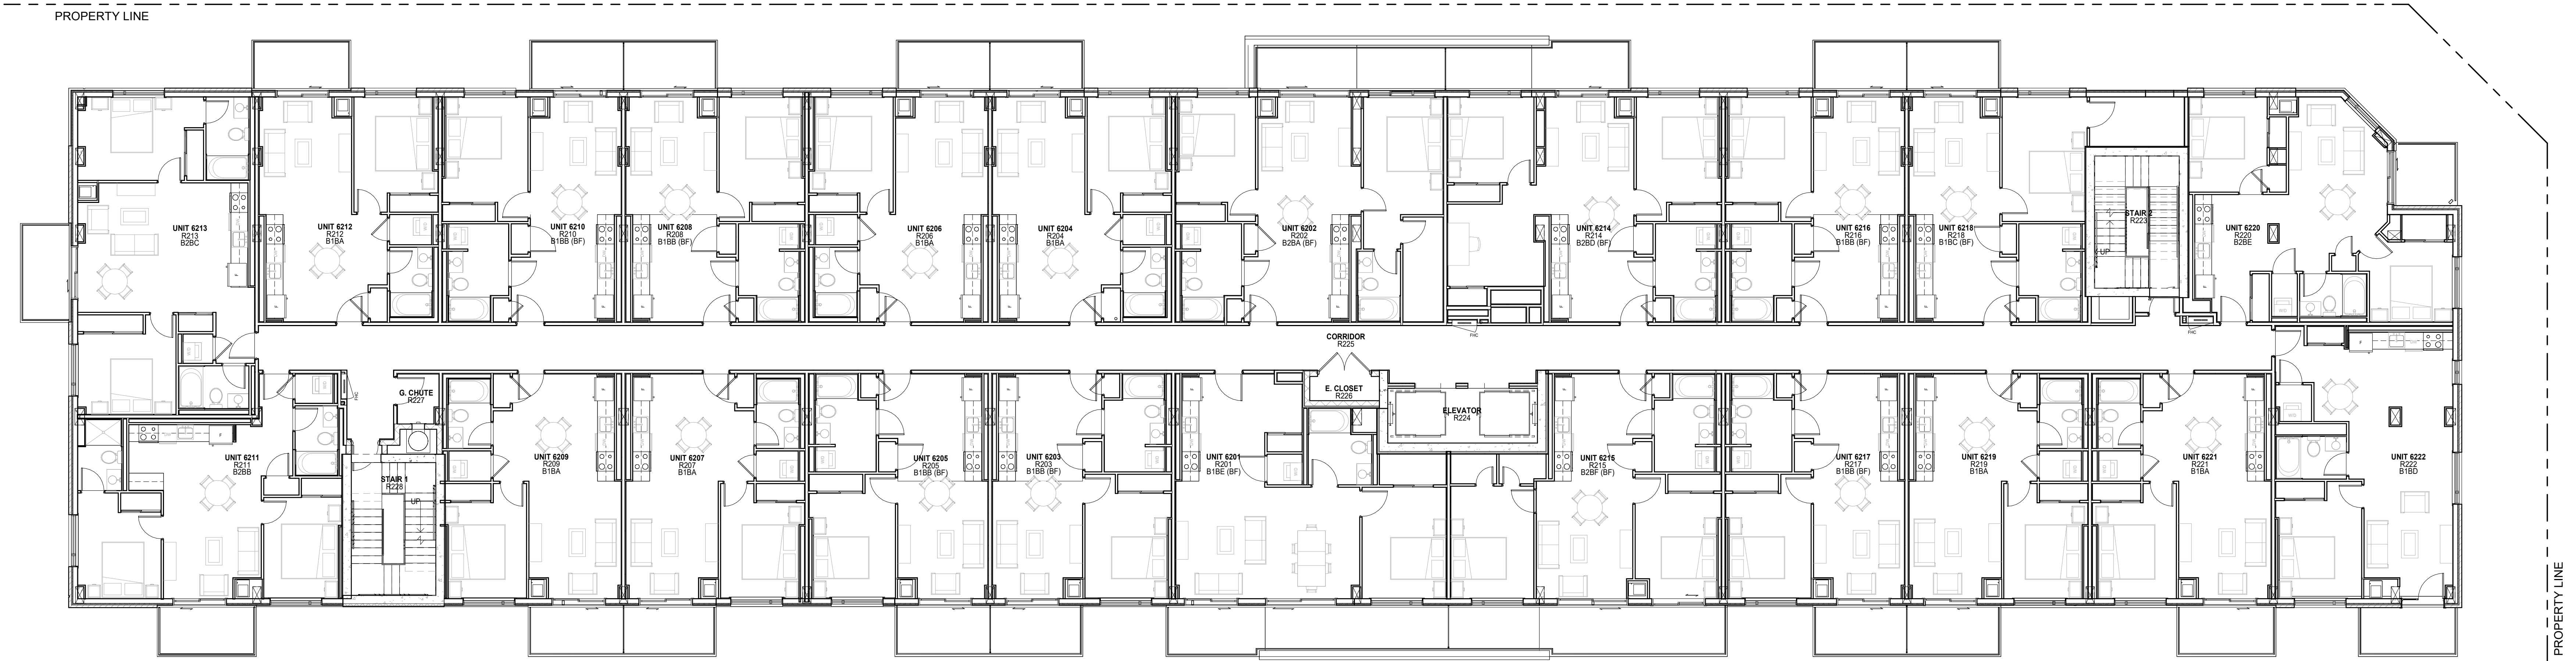 PROPERTY LINE
UNIT 6213
R213
B2BC
UNIT 6212
R212
B1BA
UNIT 6210
R210
B1BB (BF)
UNIT 6208
R208
B1BB (BF)
UNIT 6206
R206
B1BA
UNIT 6204
R204
B1BA
UNIT 6202
R202
B2BA (BF)
UNIT 6214
R214
B2BD (BF)
UNIT 6216
R216
B1BB (BF)
UNIT 6218
R218
B1BC (BF)
STAIR 2
R223
UP
UNIT 6220
R220
B2BE
FHC
FHC
CORRIDOR
R225
FHC
G. CHUTE
R227
E. CLOSET
R226
ELEVATOR
R224
UNIT 6211
R211
B2BB
STAIR 1
R228
UP
UNIT 6209
R209
B1BA
UNIT 6207
R207
B1BA
UNIT 6205
R205
B1BB (BF)
UNIT 6203
R203
B1BB (BF)
UNIT 6201
R201
B1BE (BF)
UNIT 6215
R215
B2BF (BF)
UNIT 6217
R217
B1BB (BF)
UNIT 6219
R219
B1BA
UNIT 6221
R221
B1BA
UNIT 6222
R222
B1BD
PROPERTY LINE